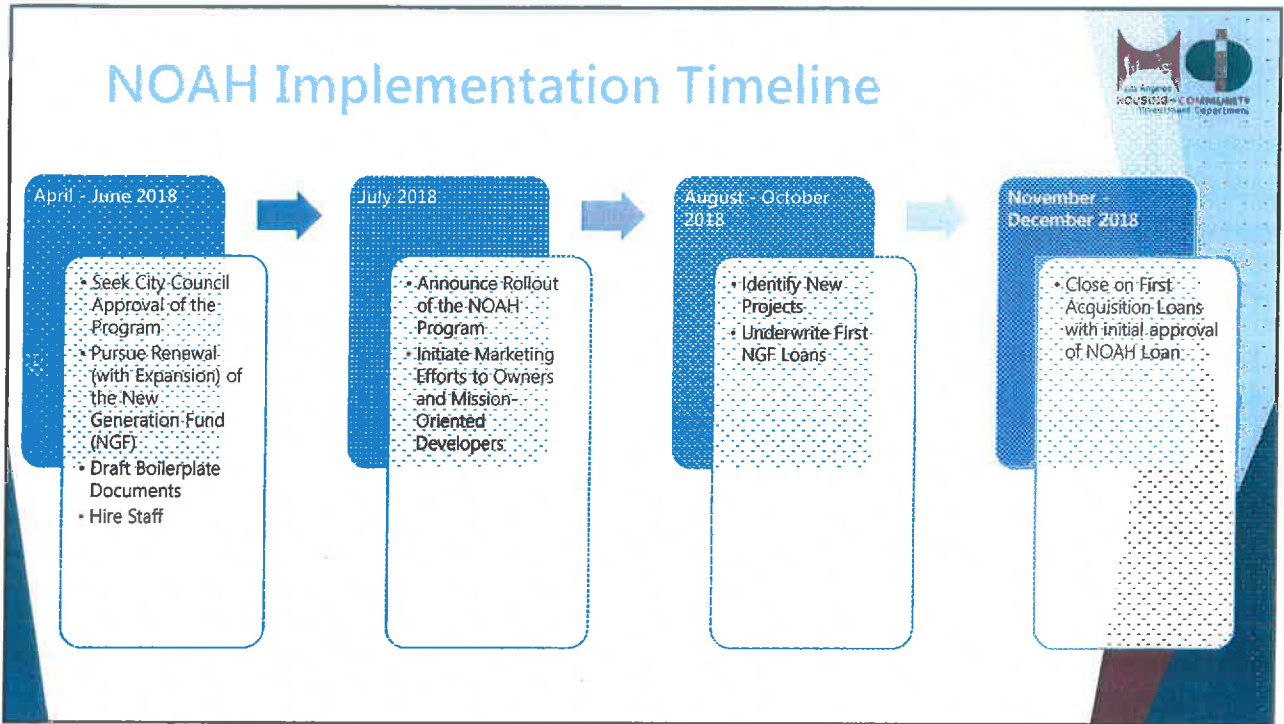 NOAH Implementation Timeline
Los Angeles
HOUSING+COMMUNITY
Investment Department
April - June 2018
• Seek City Council
Approval of the
Program
• Pursue Renewal
(with Expansion) of
the New
Generation Fund
(NGF)
• Draft Boilerplate
Documents
• Hire Staff
July 2018
• Announce Rollout
of the NOAH
Program
• Initiate Marketing
Efforts to Owners
and Mission-
Oriented
Developers
August - October
2018
• Identify New
Projects
• Underwrite First
NGF Loans
November -
December 2018
• Close on First
Acquisition Loans
with initial approval
of NOAH Loan